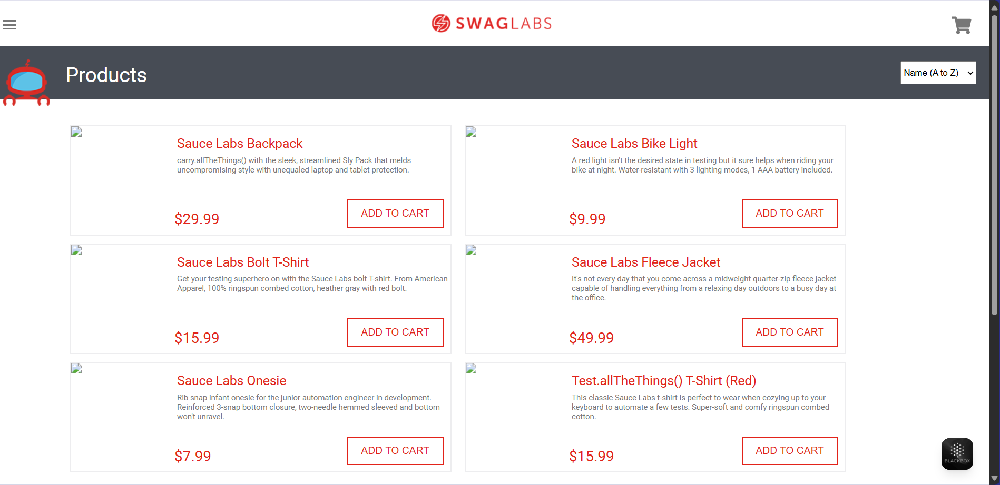 SWAGLABS
Products
Name (A to Z)
Sauce Labs Backpack
carry.allTheThings() with the sleek, streamlined Sly Pack that melds
uncompromising style with unequaled laptop and tablet protection.
$29.99
ADD TO CART
Sauce Labs Bike Light
A red light isn't the desired state in testing but it sure helps when riding your
bike at night. Water-resistant with 3 lighting modes, 1 AAA battery included.
$9.99
ADD TO CART
Sauce Labs Bolt T-Shirt
Get your testing superhero on with the Sauce Labs bolt T-shirt. From American
Apparel, 100% ringspun combed cotton, heather gray with red bolt.
$15.99
ADD TO CART
Sauce Labs Fleece Jacket
It's not every day that you come across a midweight quarter-zip fleece jacket
capable of handling everything from a relaxing day outdoors to a busy day at
the office.
$49.99
ADD TO CART
Sauce Labs Onesie
Rib snap infant onesie for the junior automation engineer in development.
Reinforced 3-snap bottom closure, two-needle hemmed sleeved and bottom
won't unravel.
$7.99
ADD TO CART
Test.allTheThings() T-Shirt (Red)
This classic Sauce Labs t-shirt is perfect to wear when cozying up to your
keyboard to automate a few tests. Super-soft and comfy ringspun combed
cotton.
$15.99
ADD TO CART
BLACKBOX